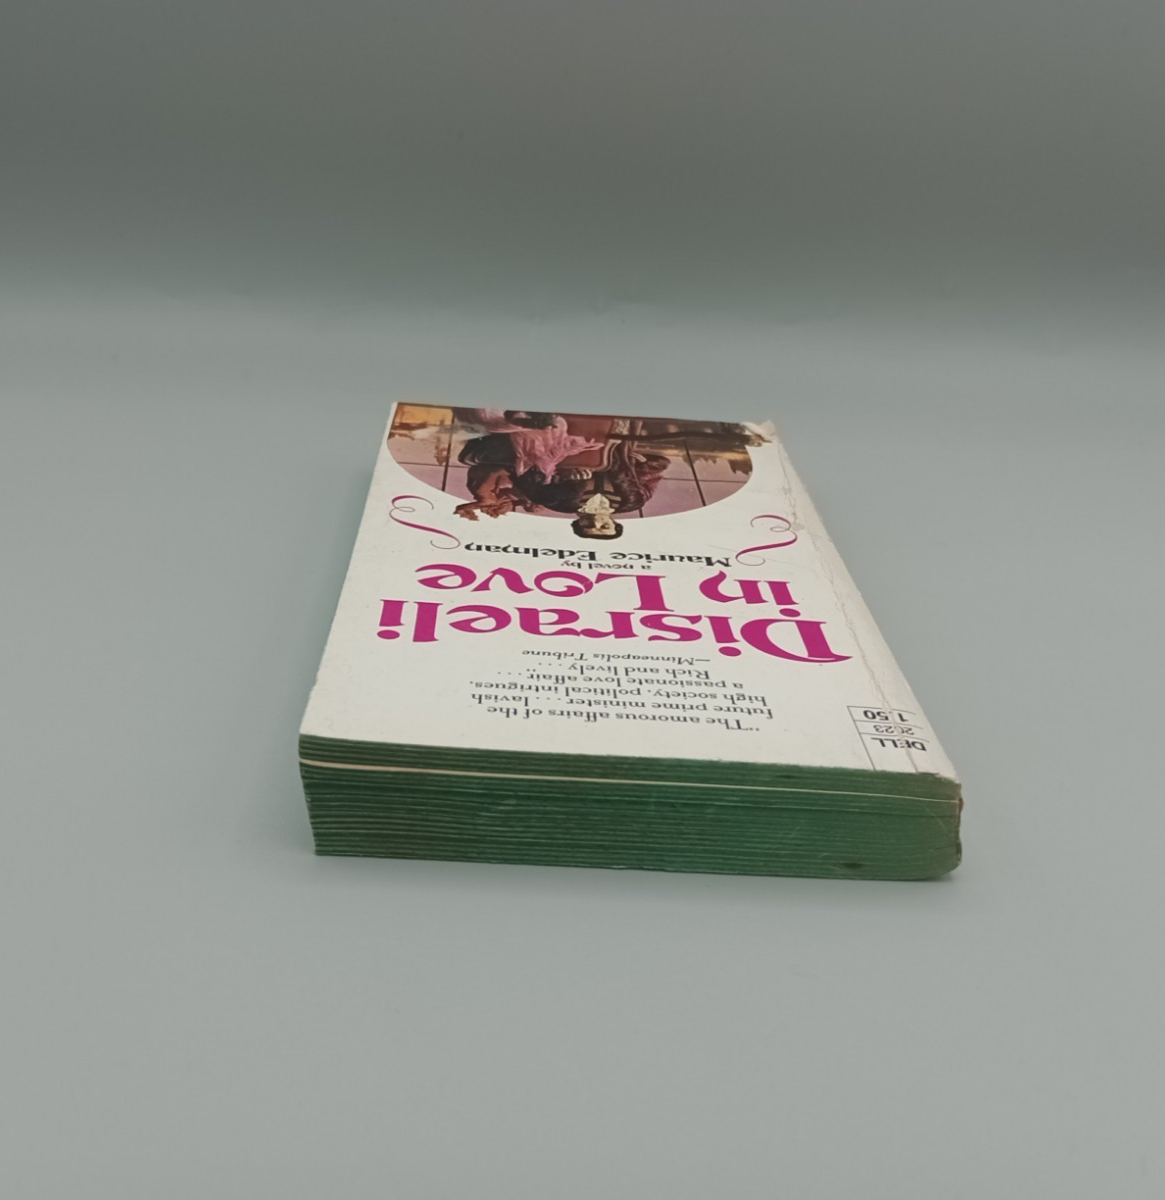 DELL
2023
1.50
"The amorous affairs of the
future prime minister . . . . lavish
high society, political intrigues,
a passionate love affair. . . .
Rich and lively . . . ."
—Minneapolis Tribune
Disraeli
in Love
a novel by
Maurice Edelman